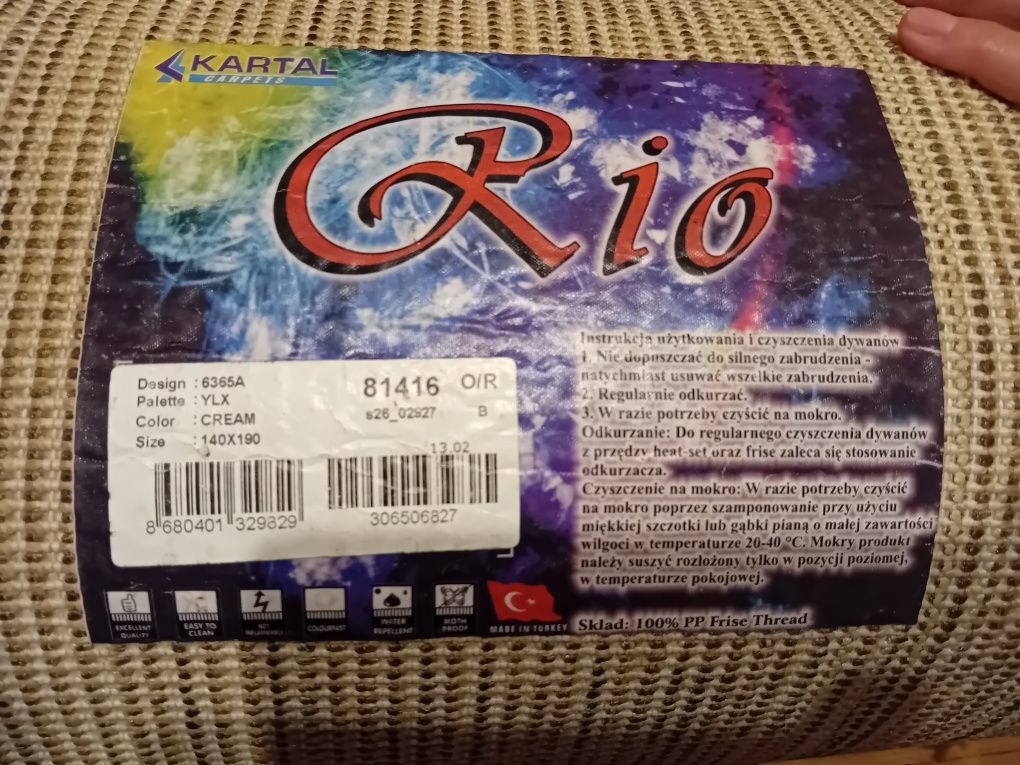 KARTAL
CARPETS
Rio
Design : 6365A
Palette : YLX
Color : CREAM
Size : 140X190
81416 O/R
s26_02827 B
13.02
8 680401 329829
306506827
Instrukcja użytkowania i czyszczenia dywanów
1. Nie dopuszczać do silnego zabrudzenia -
natychmiast usuwać wszelkie zabrudzenia.
2. Regularnie odkurzać.
3. W razie potrzeby czyścić na mokro.
Odkurzanie: Do regularnego czyszczenia dywanów
z przędzy heat-set oraz frise zaleca się stosowanie
odkurzacza.
Czyszczenie na mokro: W razie potrzeby czyścić
na mokro poprzez szamponowanie przy użyciu
miękkiej szczotki lub gąbki pianą o małej zawartości
wilgoci w temperaturze 20-40 °C. Mokry produkt
należy suszyć rozłożony tylko w pozycji poziomej,
w temperaturze pokojowej.
Skład: 100% PP Frise Thread
EXCELLENT
QUALITY
EASY TO
CLEAN
NOT
INFLAMMABLE
COLOURFAST
WATER
REPELLENT
MOTH
PROOF
MADE IN TURKEY